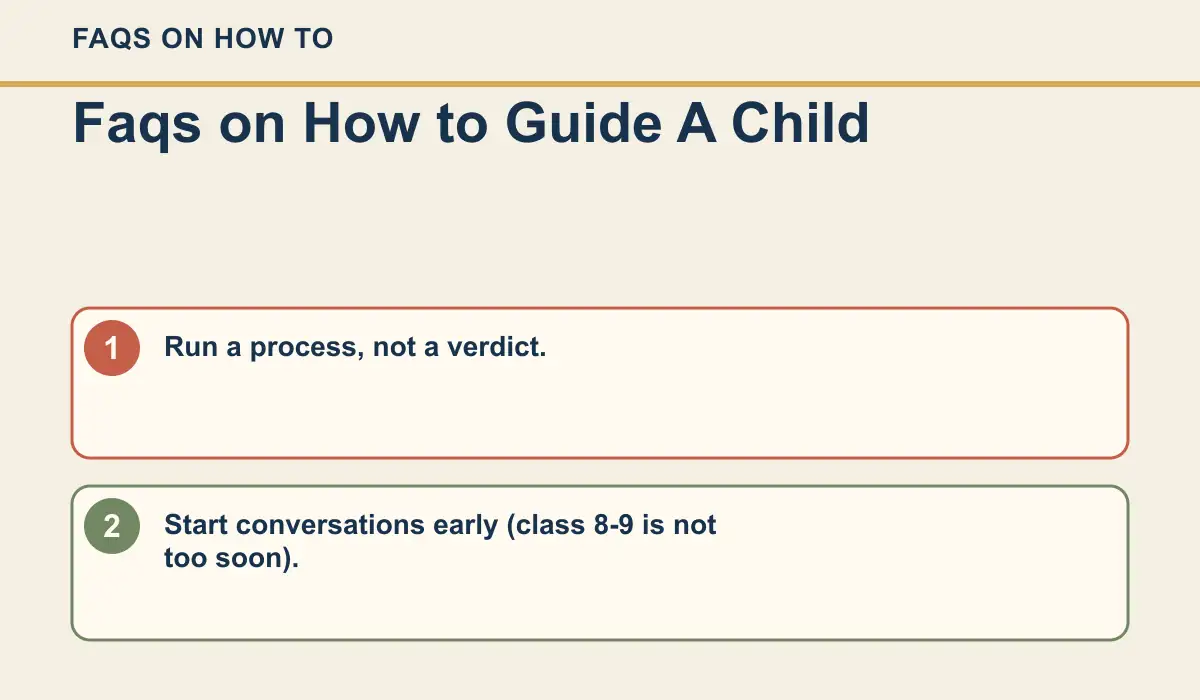 FAQS ON HOW TO
Faqs on How to Guide A Child
1
Run a process, not a verdict.
2
Start conversations early (class 8-9 is not
too soon).